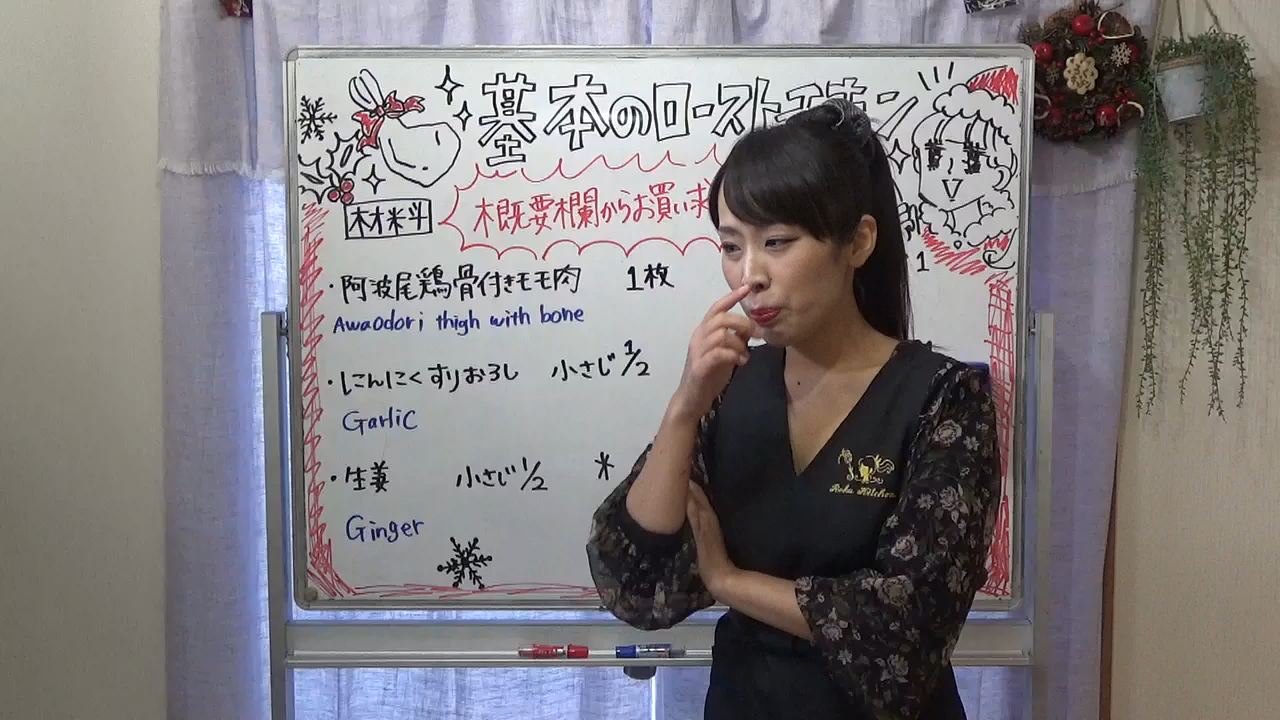 基本のローストチキン
材料
概要欄からお買い求
・阿波尾鶏骨付きモモ肉 1枚
Awaodori thigh with bone
・にんにくすりおろし 小さじ1/2
Garlic
・生姜 小さじ1/2 *
Ginger
1
Roku Kitchen